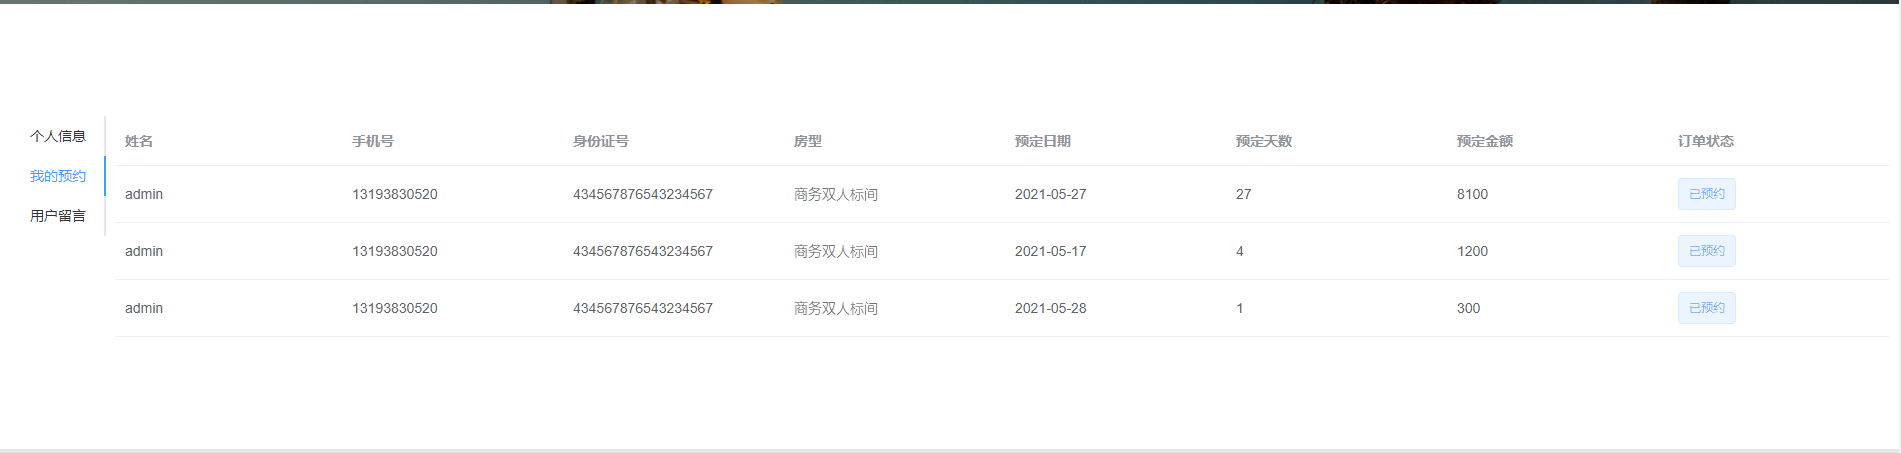 个人信息
我的预约
用户留言
姓名 手机号 身份证号 房型 预定日期 预定天数 预定金额 订单状态
admin 13193830520 434567876543234567 商务双人标间 2021-05-27 27 8100 已预约
admin 13193830520 434567876543234567 商务双人标间 2021-05-17 4 1200 已预约
admin 13193830520 434567876543234567 商务双人标间 2021-05-28 1 300 已预约